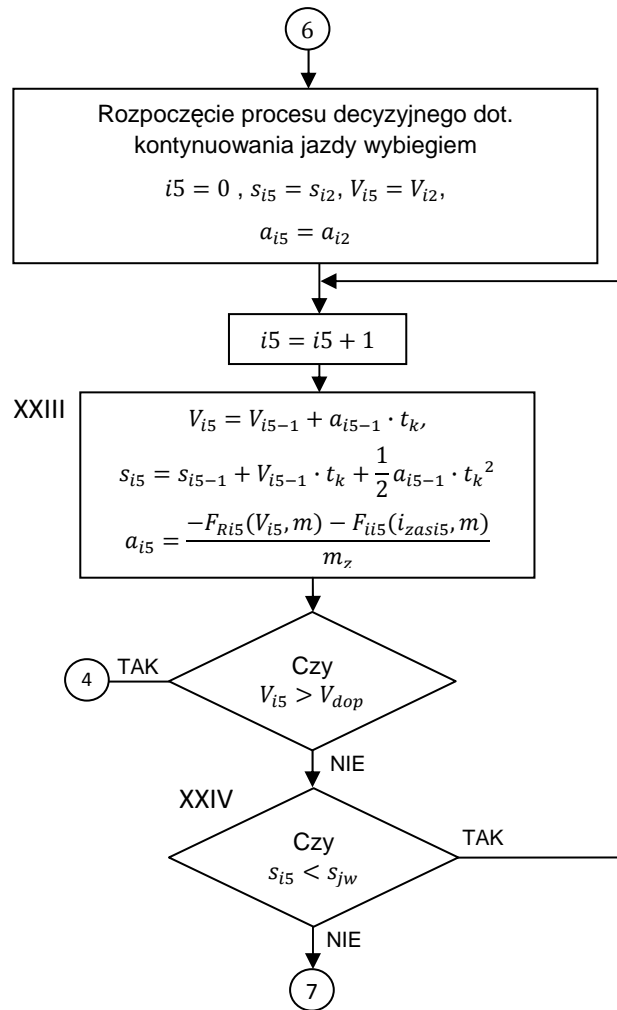 6
Rozpoczęcie procesu decyzyjnego dot.
kontynuowania jazdy wybiegiem
𝑖5 = 0 , 𝑠_{𝑖5} = 𝑠_{𝑖2}, 𝑉_{𝑖5} = 𝑉_{𝑖2},
𝑎_{𝑖5} = 𝑎_{𝑖2}
𝑖5 = 𝑖5 + 1
XXIII
𝑉_{𝑖5} = 𝑉_{𝑖5−1} + 𝑎_{𝑖5−1} · 𝑡_𝑘,
𝑠_{𝑖5} = 𝑠_{𝑖5−1} + 𝑉_{𝑖5−1} · 𝑡_𝑘 + \frac{1}{2} 𝑎_{𝑖5−1} · 𝑡_𝑘^2
𝑎_{𝑖5} = \frac{−𝐹_{𝑅𝑖5}(𝑉_{𝑖5}, 𝑚) − 𝐹_{𝑖𝑖5}(𝑖_{𝑧𝑎𝑠𝑖5}, 𝑚)}{𝑚_𝑧}
4
TAK
Czy
𝑉_{𝑖5} > 𝑉_{𝑑𝑜𝑝}
NIE
XXIV
Czy
𝑠_{𝑖5} < 𝑠_{𝑗𝑤}
TAK
NIE
7